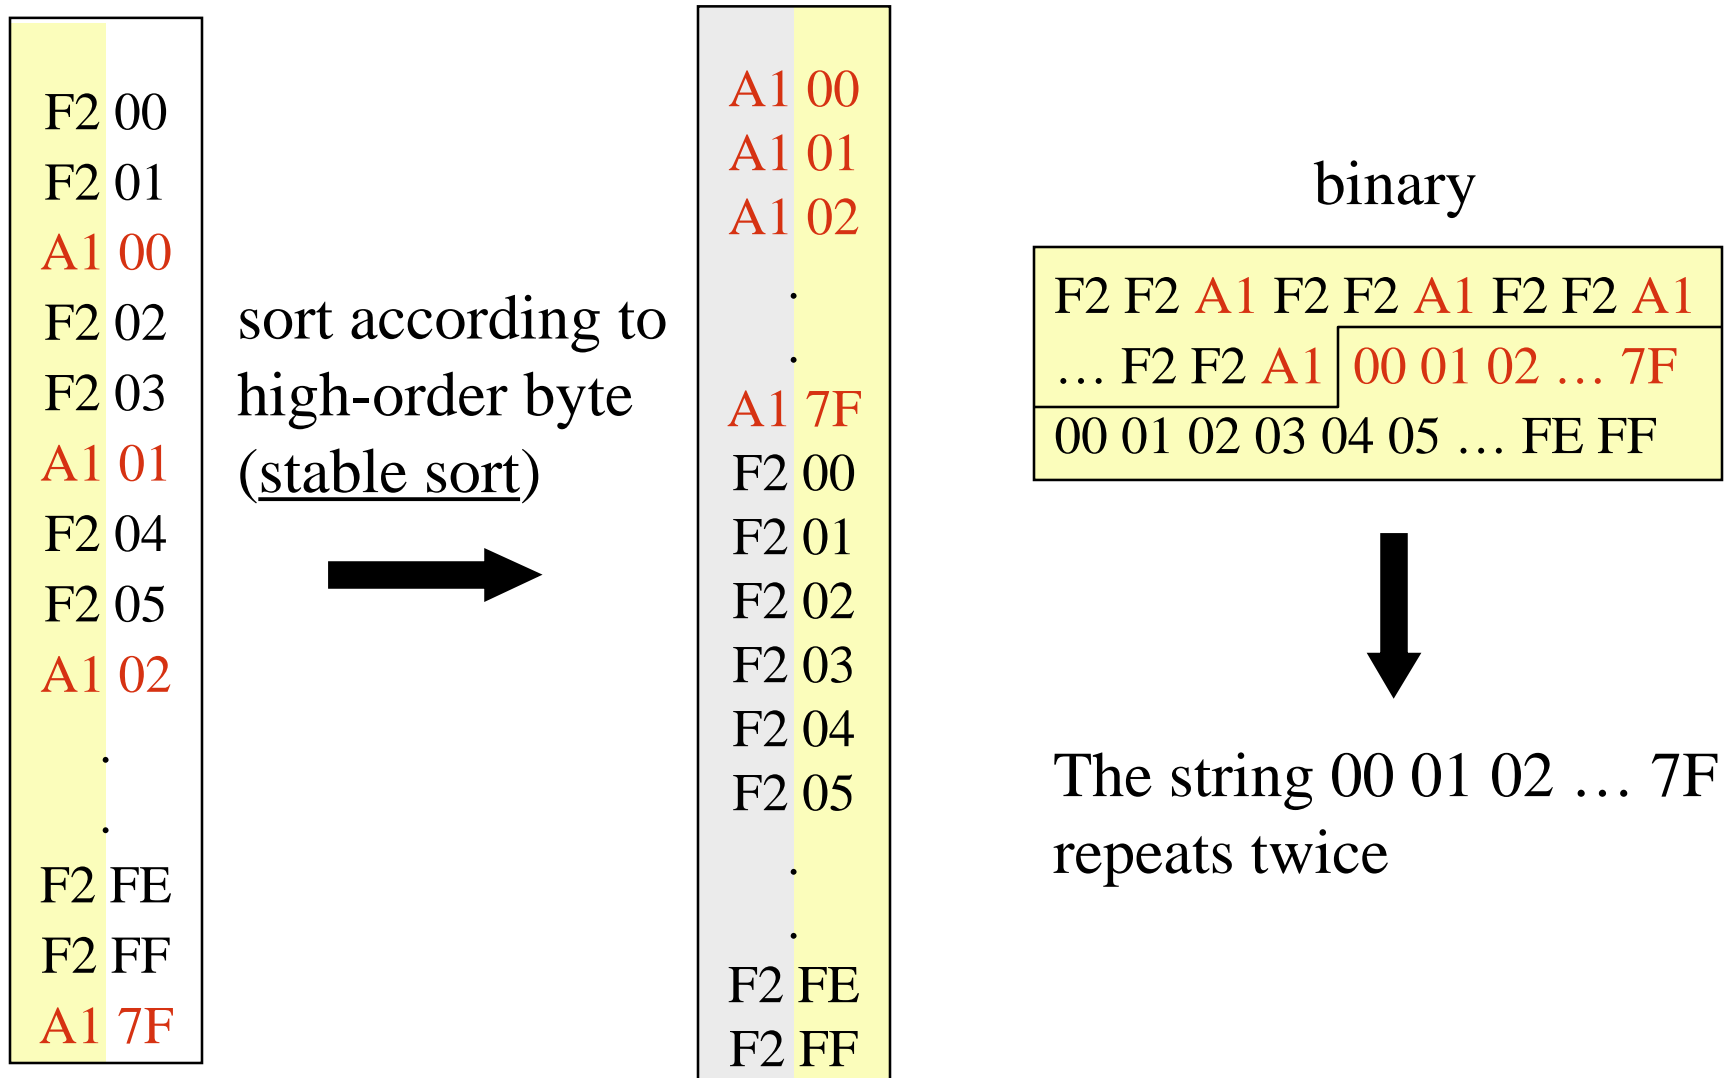 F2 00
F2 01
A1 00
F2 02
F2 03
A1 01
F2 04
F2 05
A1 02
.
.
F2 FE
F2 FF
A1 7F
sort according to
high-order byte
(stable sort)
A1 00
A1 01
A1 02
.
.
A1 7F
F2 00
F2 01
F2 02
F2 03
F2 04
F2 05
.
.
F2 FE
F2 FF
binary
F2 F2 A1 F2 F2 A1 F2 F2 A1
… F2 F2 A1 00 01 02 … 7F
00 01 02 03 04 05 … FE FF
The string 00 01 02 … 7F
repeats twice